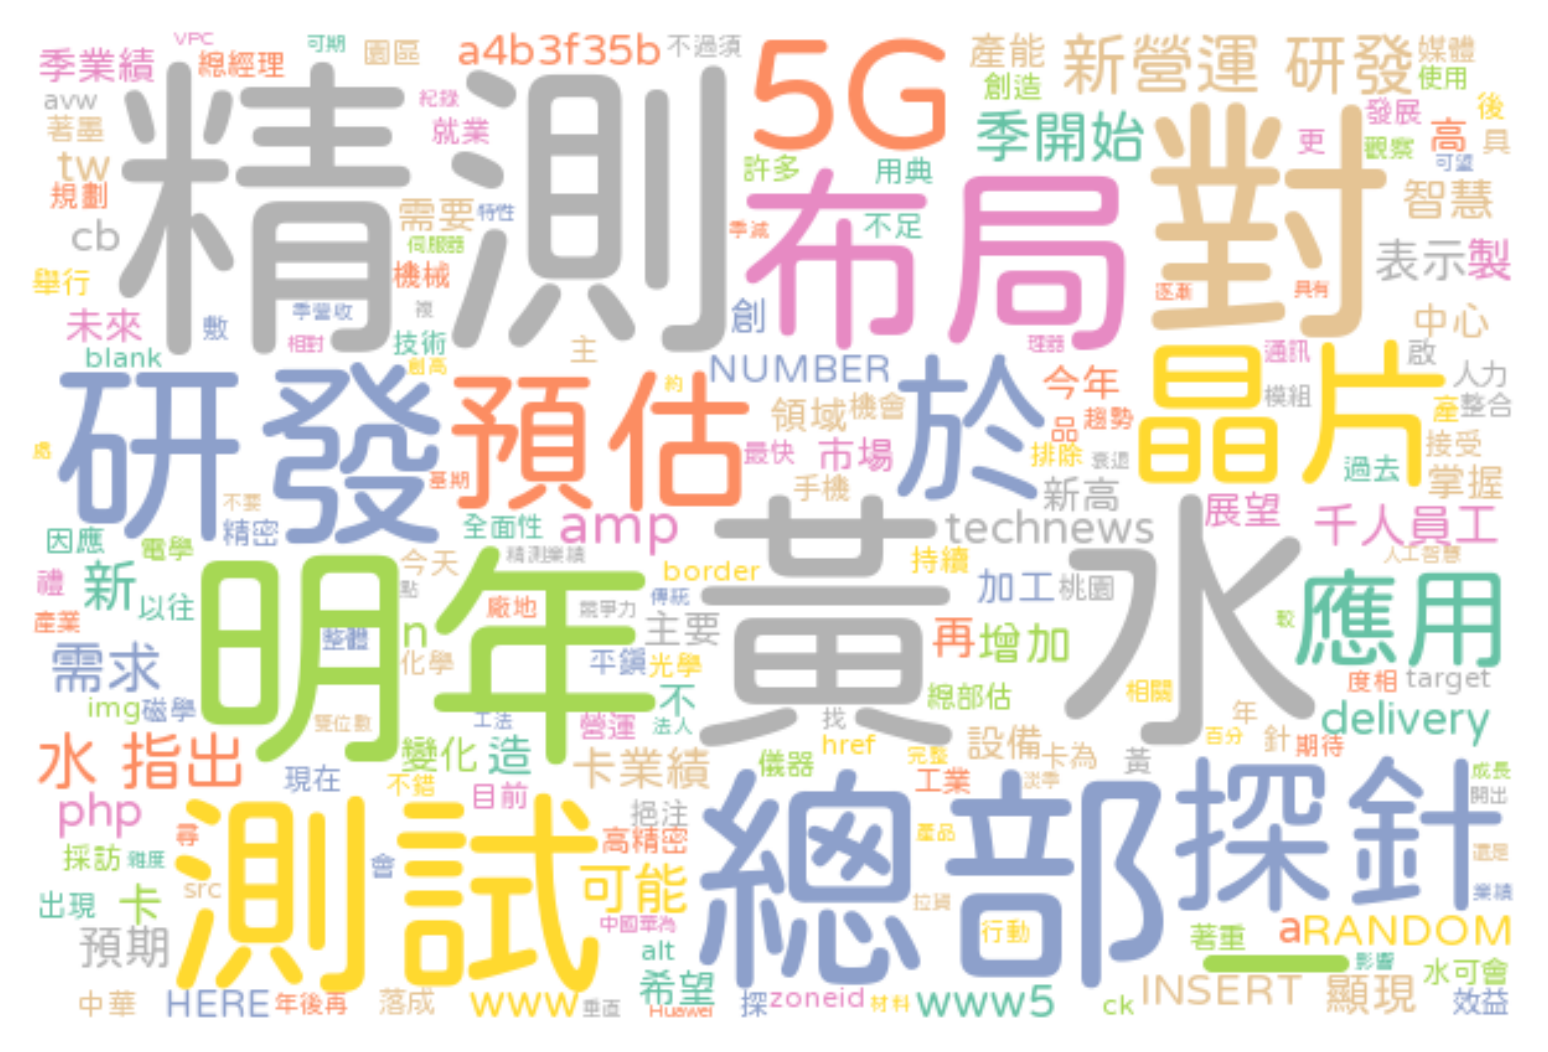 VPC
季業績
總經理
可期
園區
a4b3f35b
不過須
5G
產能
新營運
研發
媒體
使用
avw
著墨
紀錄
就業
精測
創造
季開始
對
發展
高
後
具
更
觀察
可望
tw
規劃
許多
用典
布局
智慧
cb
需要
特性
伺服器
季減
不足
表示
製
舉行
機械
逐漸
具有
未來
敷
季營收
複
創
中心
blank
相對
技術
創高
主
理器
通訊
啟
人力
研發
預估
約
NUMBER
於
今年
晶片
模組
產
整合
領域
機會
品
趨勢
處
基期
最快
市場
排除
衰退
過去
接受
掌握
不要
手機
新高
精密
全面性
amp
黃
technews
水
展望
千人員工
因應
電學
今天
精測業績
border
持續
人工智慧
禮
新
以往
明年
點
廠地
競爭力
傳統
加工
桃園
應用
產業
整體
n
主要
再
增加
較
需求
化學
平鎮
光學
度相
target
img
磁學
雙位數
工法
營運
不
法人
總部估
相關
找
年
delivery
水
指出
變化
造
卡業績
儀器
href
完整
設備
卡為
黃
百分
針
期待
現在
不錯
目前
工業
淡季
成長
開出
php
尋
測試
挹注
總部
探針
採訪
難度
會
高精密
產品
還是
src
可能
拉貨
業績
出現
卡
中國華為
行動
著重
a
RANDOM
預期
alt
一
影響
水可會
中華
HERE
年後再
落成
www
垂直
希望
Huawei
探
zoneid
材料
www5
ck
INSERT
顯現
效益